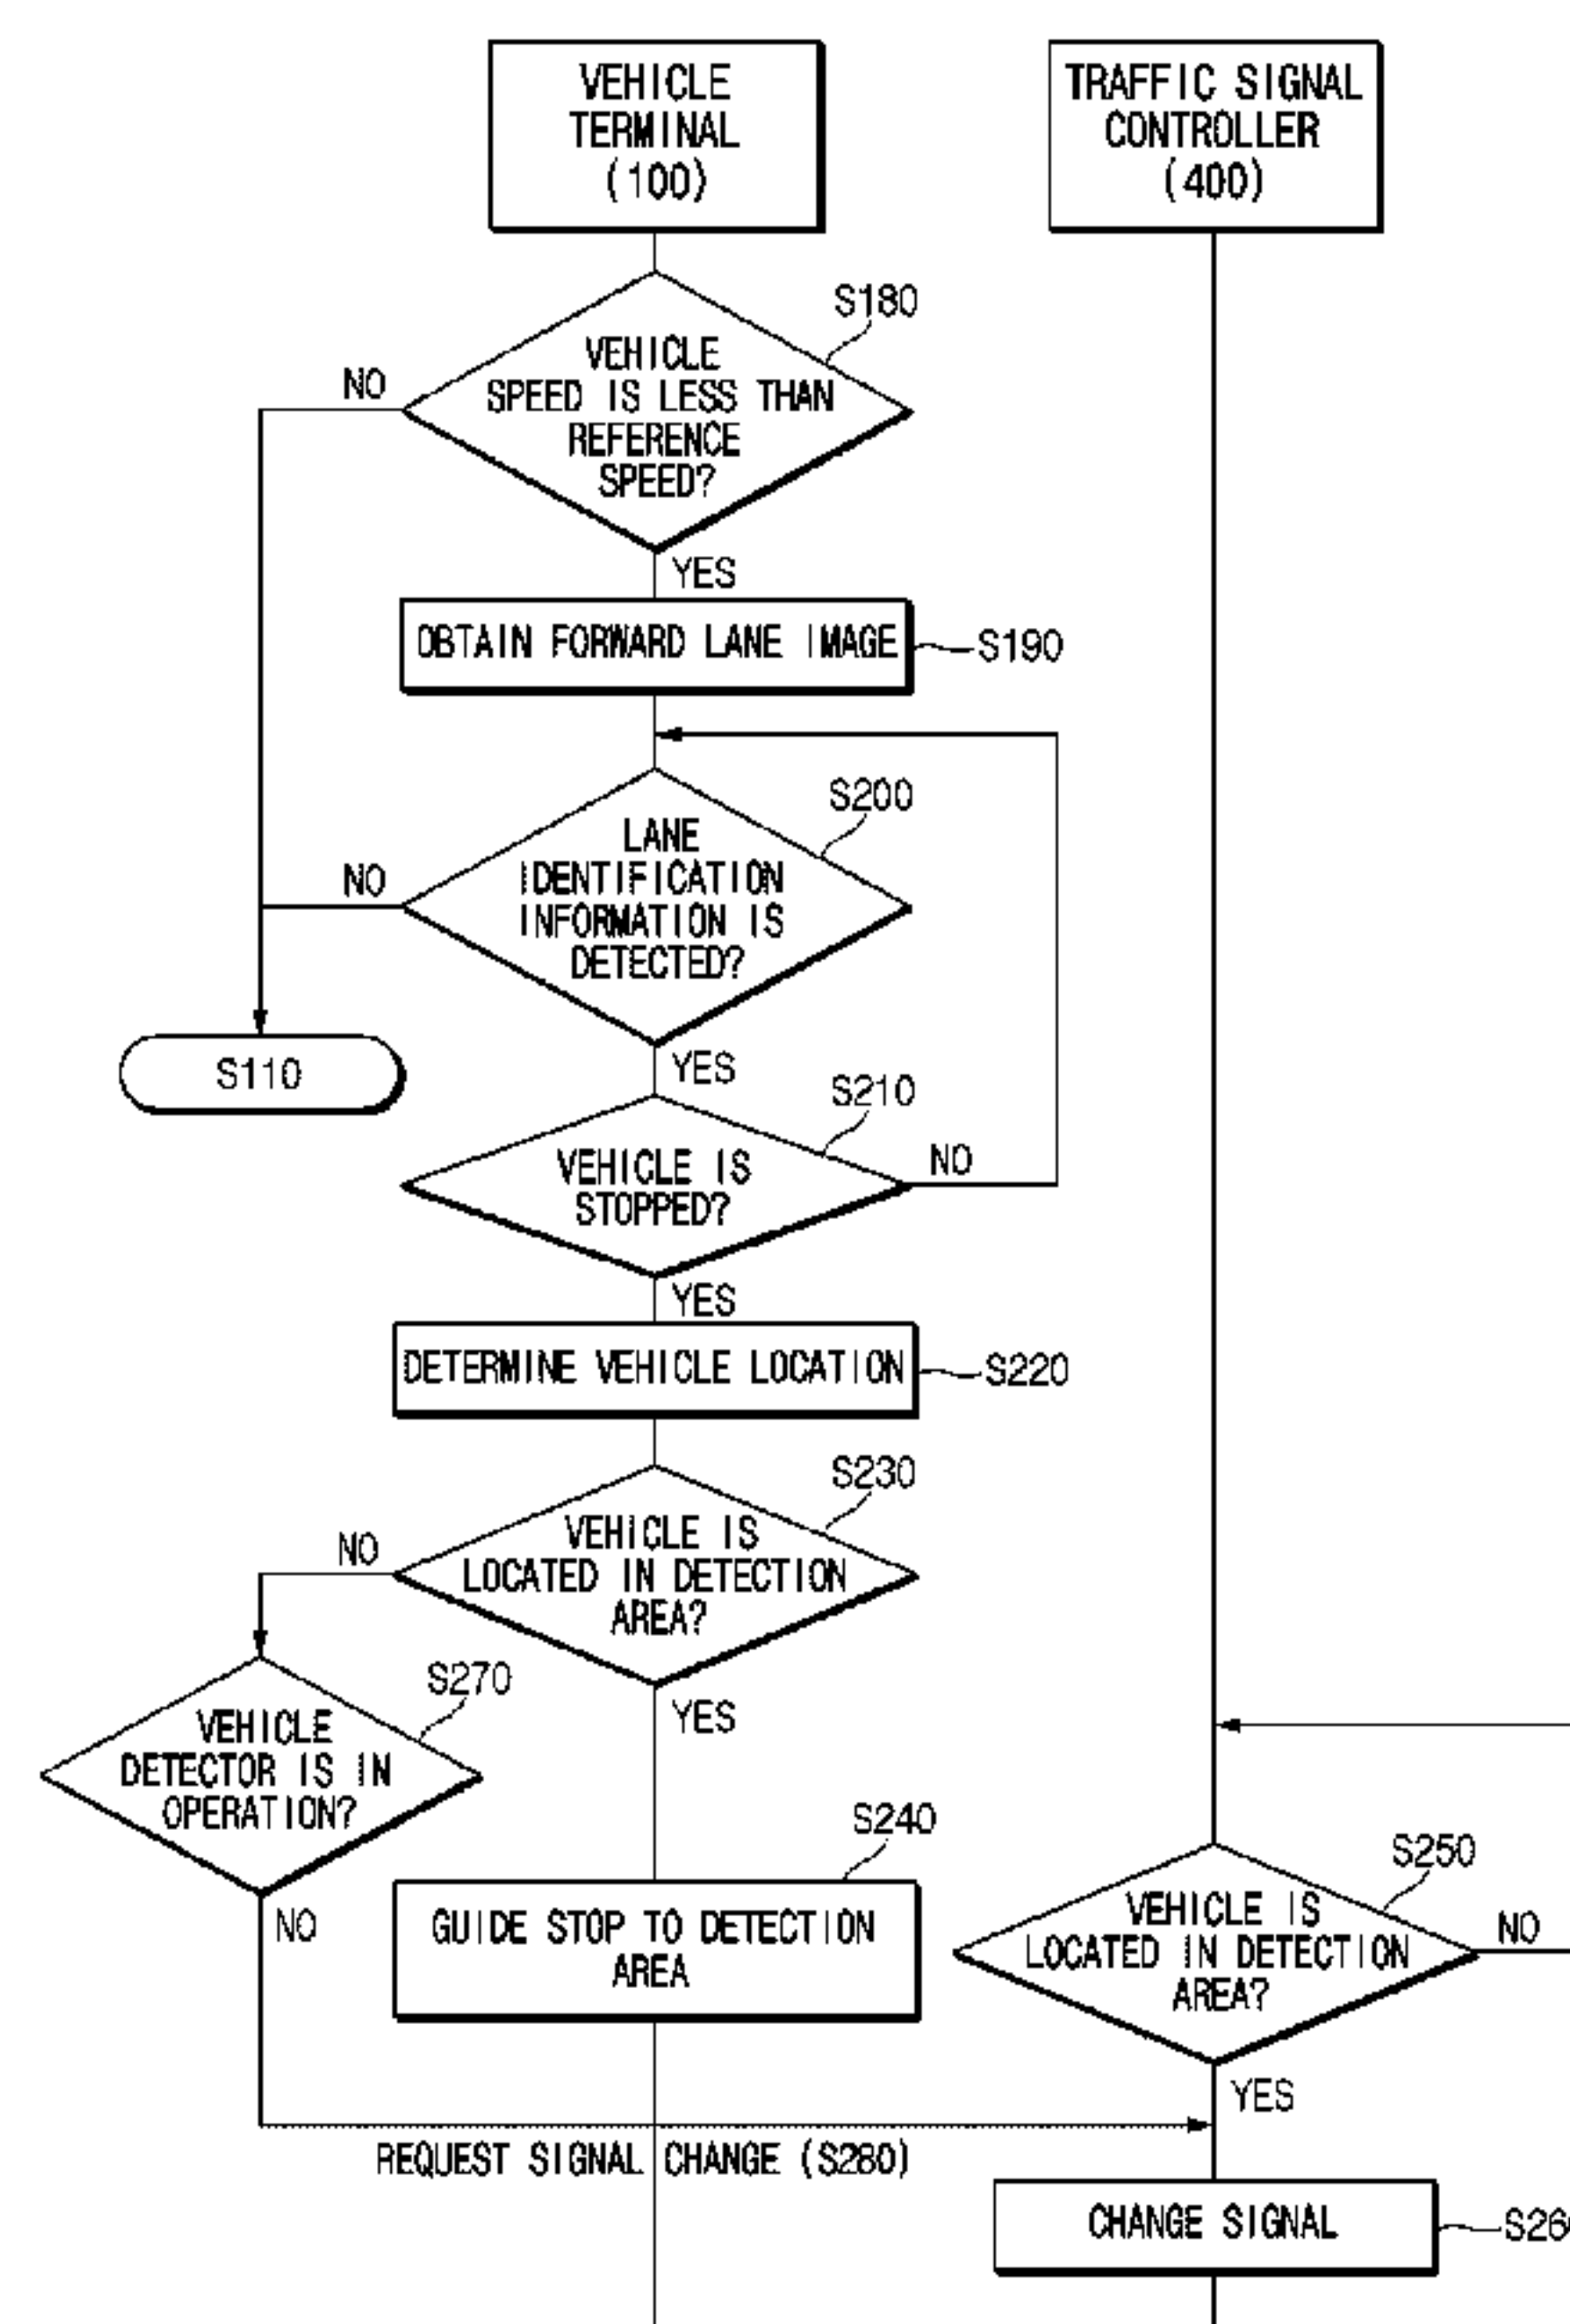 VEHICLE
TERMINAL
(100)
TRAFFIC SIGNAL
CONTROLLER
(400)
S180
VEHICLE
SPEED IS LESS THAN
REFERENCE
SPEED?
NO
YES
OBTAIN FORWARD LANE IMAGE
S190
S200
LANE
IDENTIFICATION
INFORMATION IS
DETECTED?
NO
YES
S110
S210
VEHICLE IS
STOPPED?
NO
YES
DETERMINE VEHICLE LOCATION
S220
S230
VEHICLE IS
LOCATED IN DETECTION
AREA?
NO
YES
S270
VEHICLE
DETECTOR IS IN
OPERATION?
NO
S240
GUIDE STOP TO DETECTION
AREA
S250
VEHICLE IS
LOCATED IN DETECTION
AREA?
NO
YES
REQUEST SIGNAL CHANGE (S280)
CHANGE SIGNAL